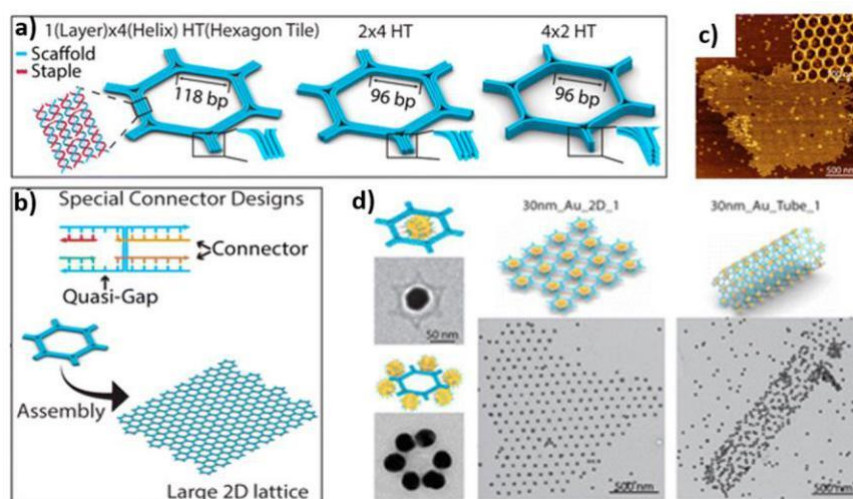 a) 1(Layer)x4(Helix) HT(Hexagon Tile) 2x4 HT 4x2 HT
Scaffold
Staple
118 bp
96 bp
96 bp
c)
500 nm
b) Special Connector Designs
Connector
Quasi-Gap
Assembly
Large 2D lattice
d) 30nm_Au_2D_1 30nm_Au_Tube_1
50 nm
500 nm
500 nm